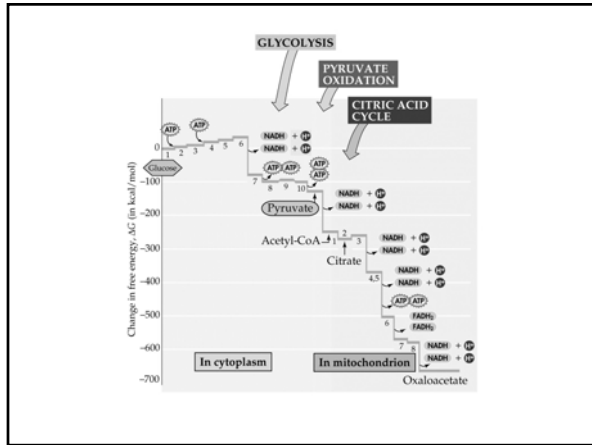 GLYCOLYSIS
PYRUVATE
OXIDATION
CITRIC ACID
CYCLE
Change in free energy, ΔG (in kcal/mol)
0
–100
–200
–300
–400
–500
–600
–700
ATP
ATP
1
2
3
4
5
6
Glucose
NADH + H+
NADH + H+
7
ATP ATP
8
9
10
ATP
ATP
Pyruvate
NADH + H+
NADH + H+
Acetyl-CoA
1
2
3
Citrate
NADH + H+
NADH + H+
4,5
NADH + H+
NADH + H+
ATP ATP
6
FADH₂
FADH₂
7
8
NADH + H+
NADH + H+
In cytoplasm
In mitochondrion
Oxaloacetate